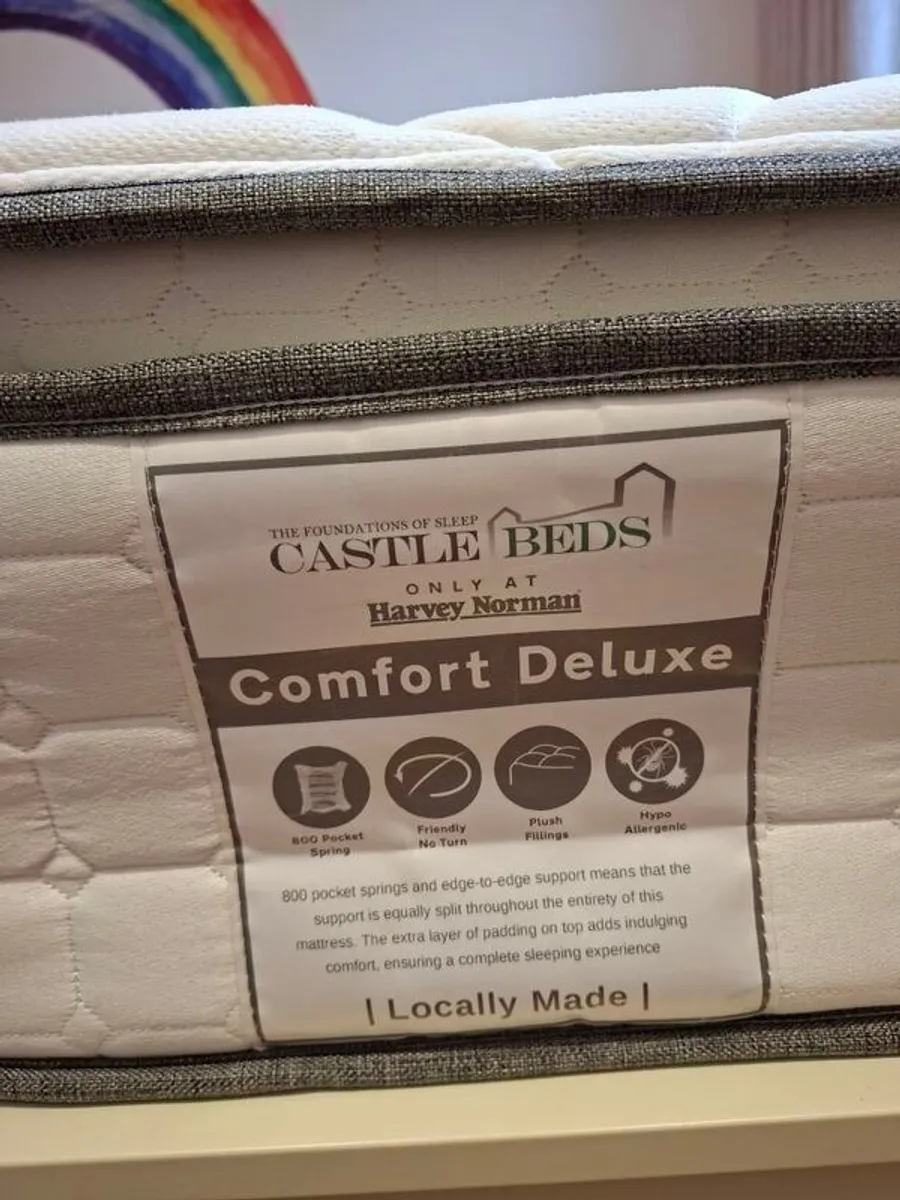 THE FOUNDATIONS OF SLEEP
CASTLE BEDS
ONLY AT
Harvey Norman
Comfort Deluxe
800 Pocket Spring
Friendly No Turn
Plush Fillings
Hypo Allergenic
800 pocket springs and edge-to-edge support means that the
support is equally split throughout the entirety of this
mattress. The extra layer of padding on top adds indulging
comfort, ensuring a complete sleeping experience
| Locally Made |